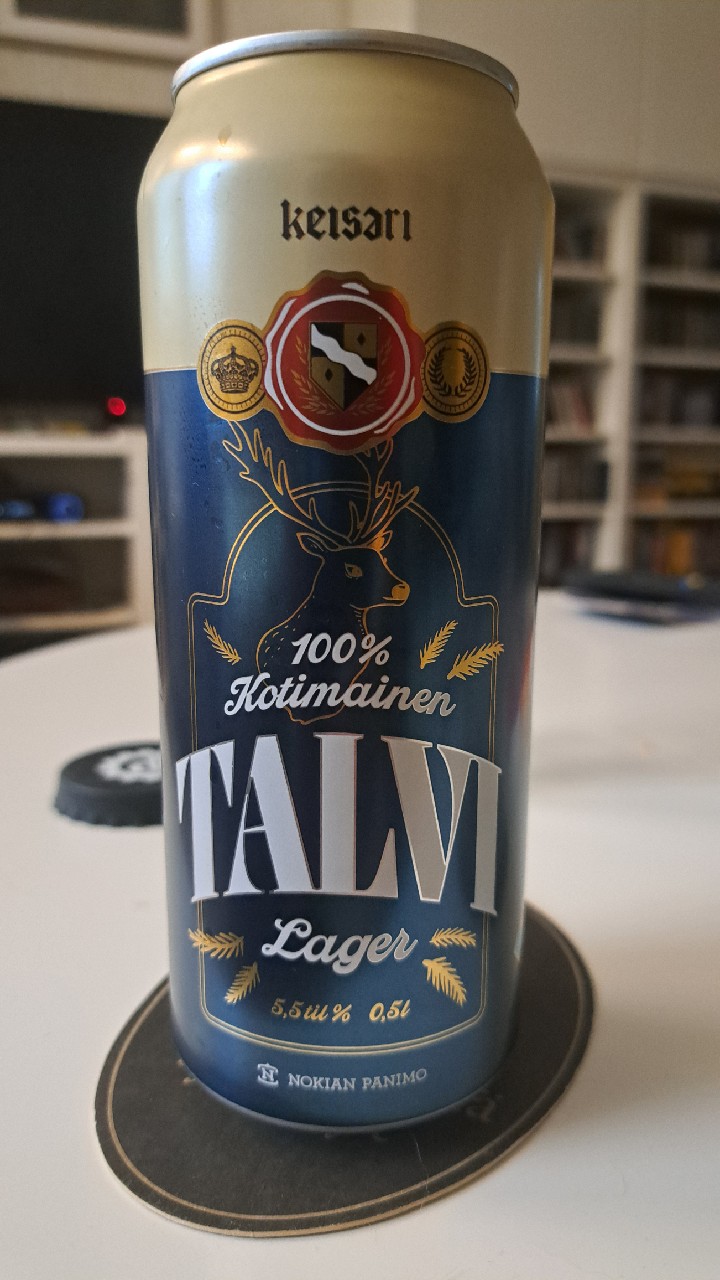 keisari
100%
Kotimainen
TALVI
Lager
5,5 til % 0,5l
N NOKIAN PANIMO